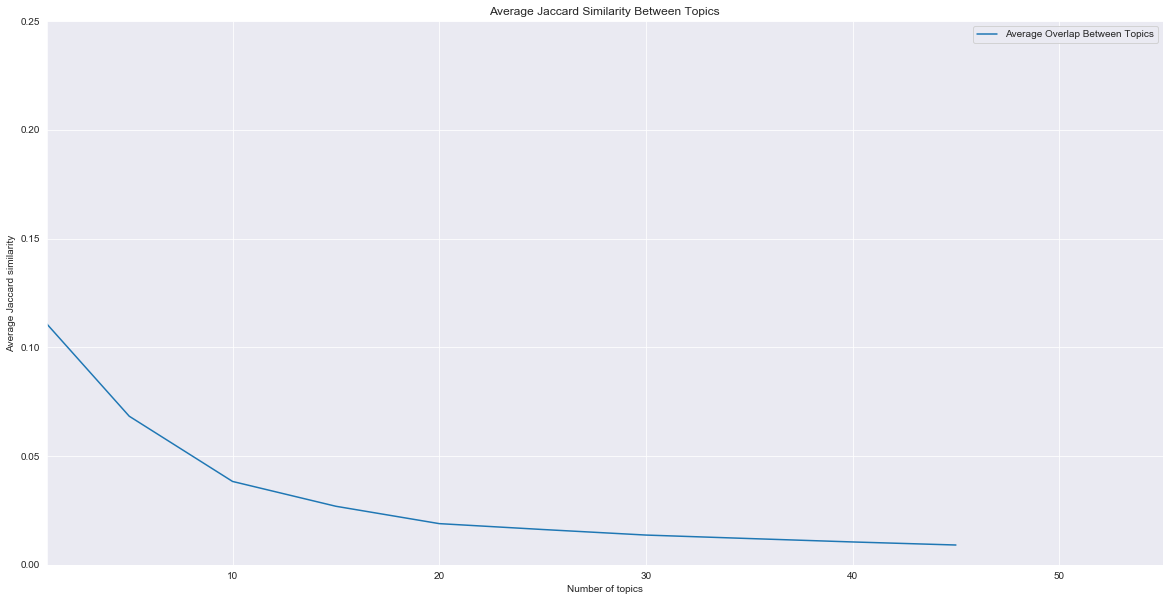 Average Jaccard Similarity Between Topics
Average Overlap Between Topics
Average Jaccard similarity
0.25
0.20
0.15
0.10
0.05
0.00
10 20 30 40 50
Number of topics